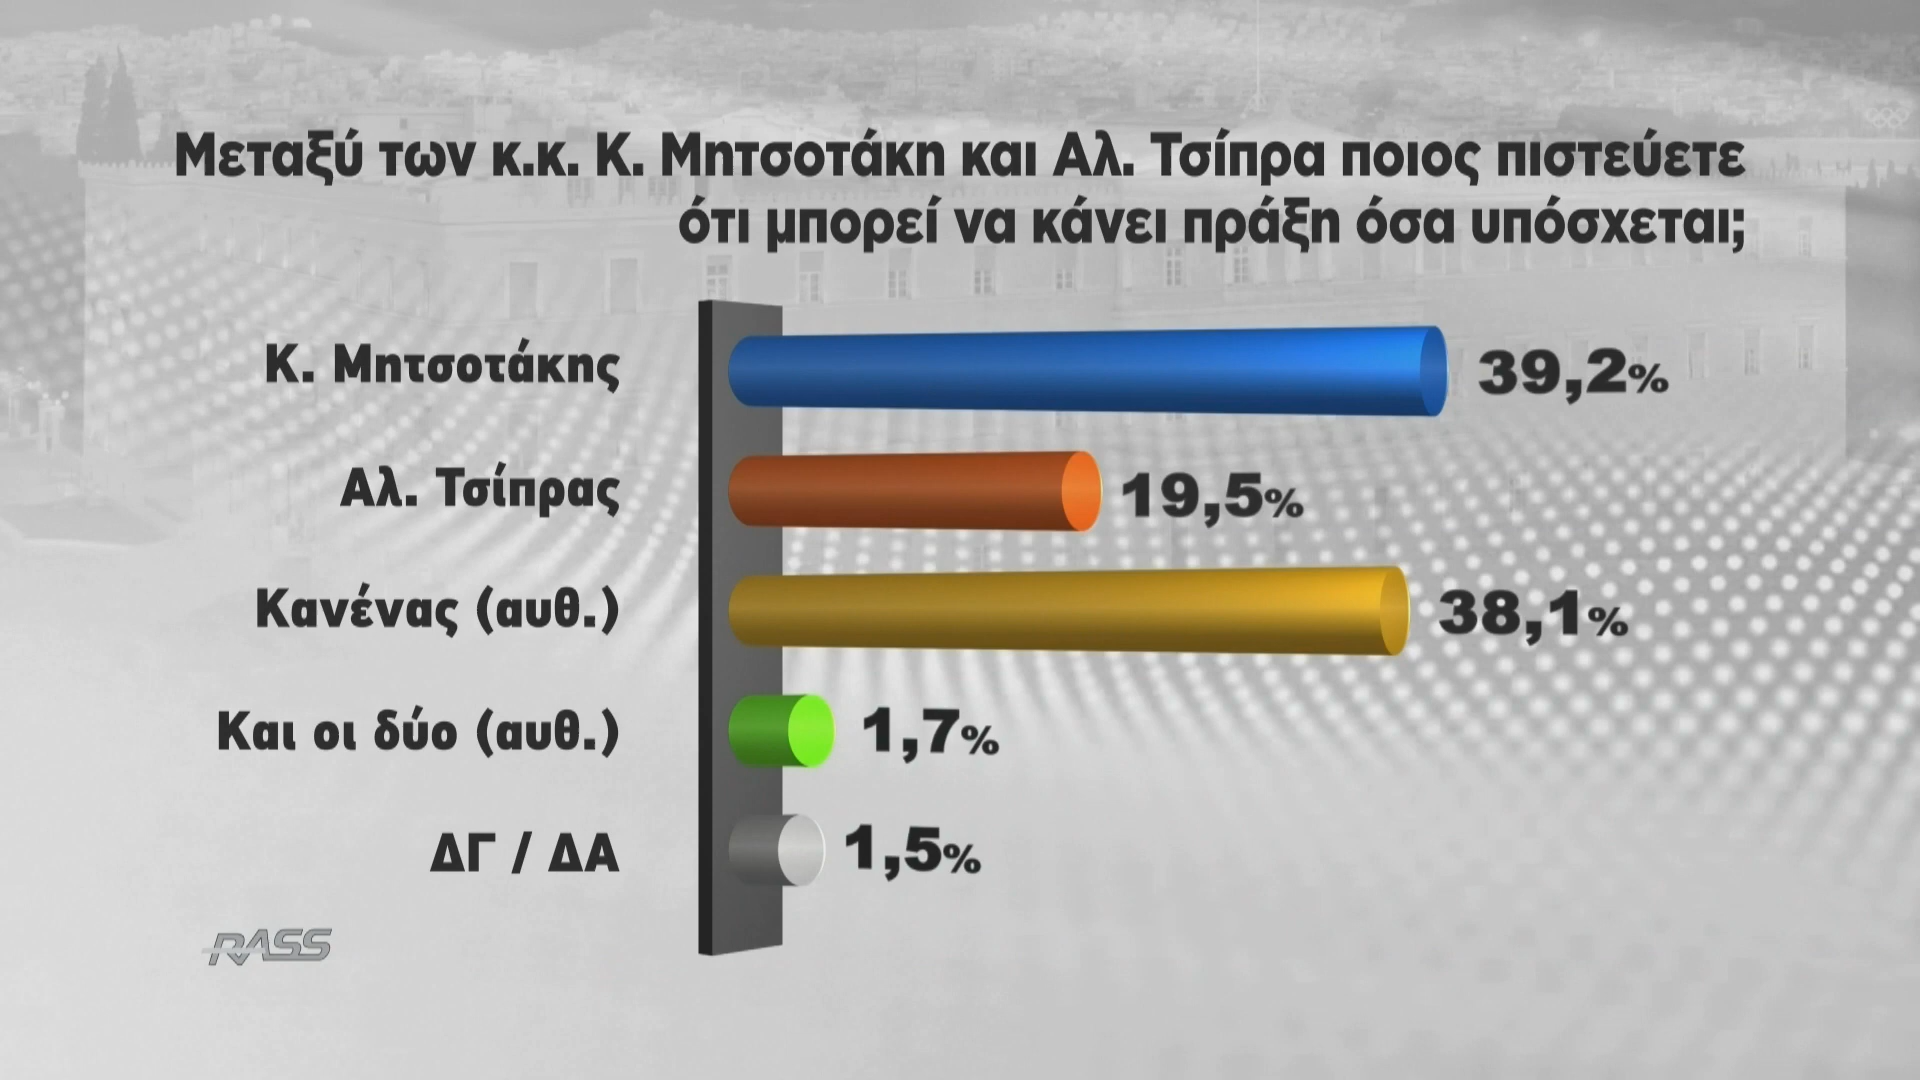 Μεταξύ των κ.κ. Κ. Μητσοτάκη και Αλ. Τσίπρα ποιος πιστεύετε
ότι μπορεί να κάνει πράξη όσα υπόσχεται;
Κ. Μητσοτάκης 39,2%
Αλ. Τσίπρας 19,5%
Κανένας (αυθ.) 38,1%
Και οι δύο (αυθ.) 1,7%
ΔΓ / ΔΑ 1,5%
RASS